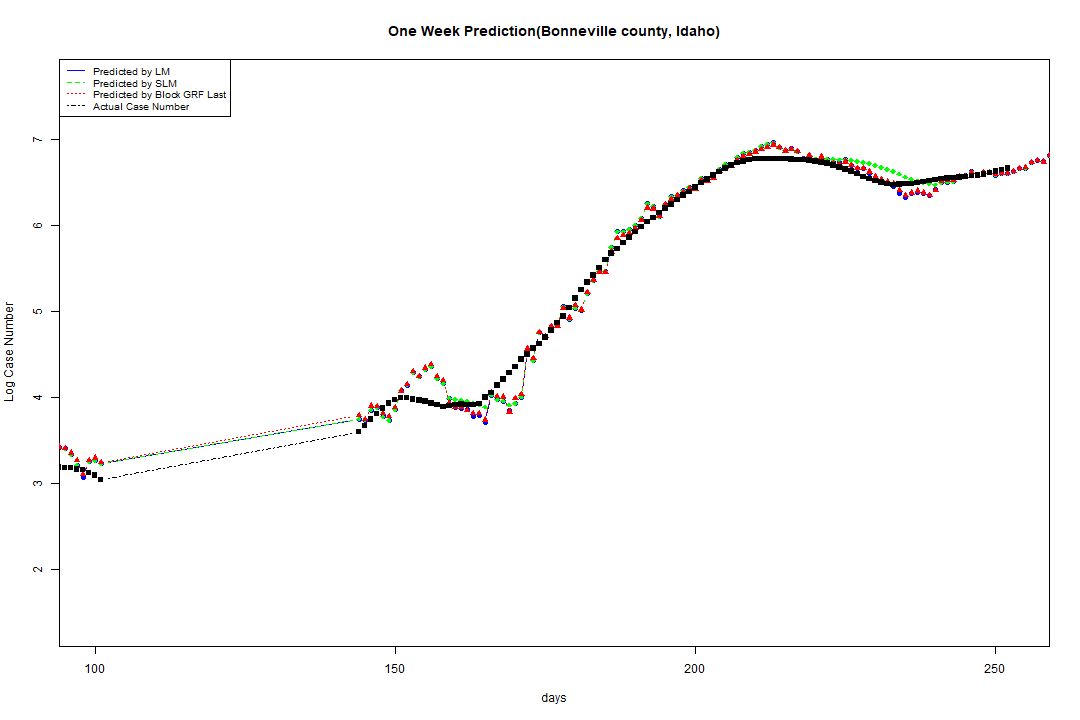 One Week Prediction(Bonneville county, Idaho)
Predicted by LM
Predicted by SLM
Predicted by Block GRF Last
Actual Case Number
7
6
5
4
3
2
Log Case Number
100 150 200 250
days